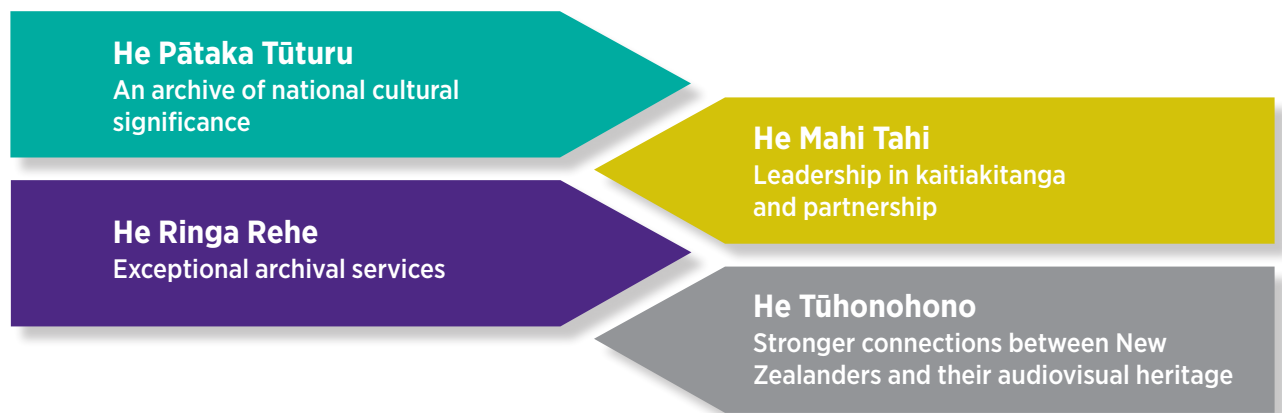 He Pātaka Tūturu
An archive of national cultural
significance
He Mahi Tahi
Leadership in kaitiakitanga
and partnership
He Ringa Rehe
Exceptional archival services
He Tūhonohono
Stronger connections between New
Zealanders and their audiovisual heritage